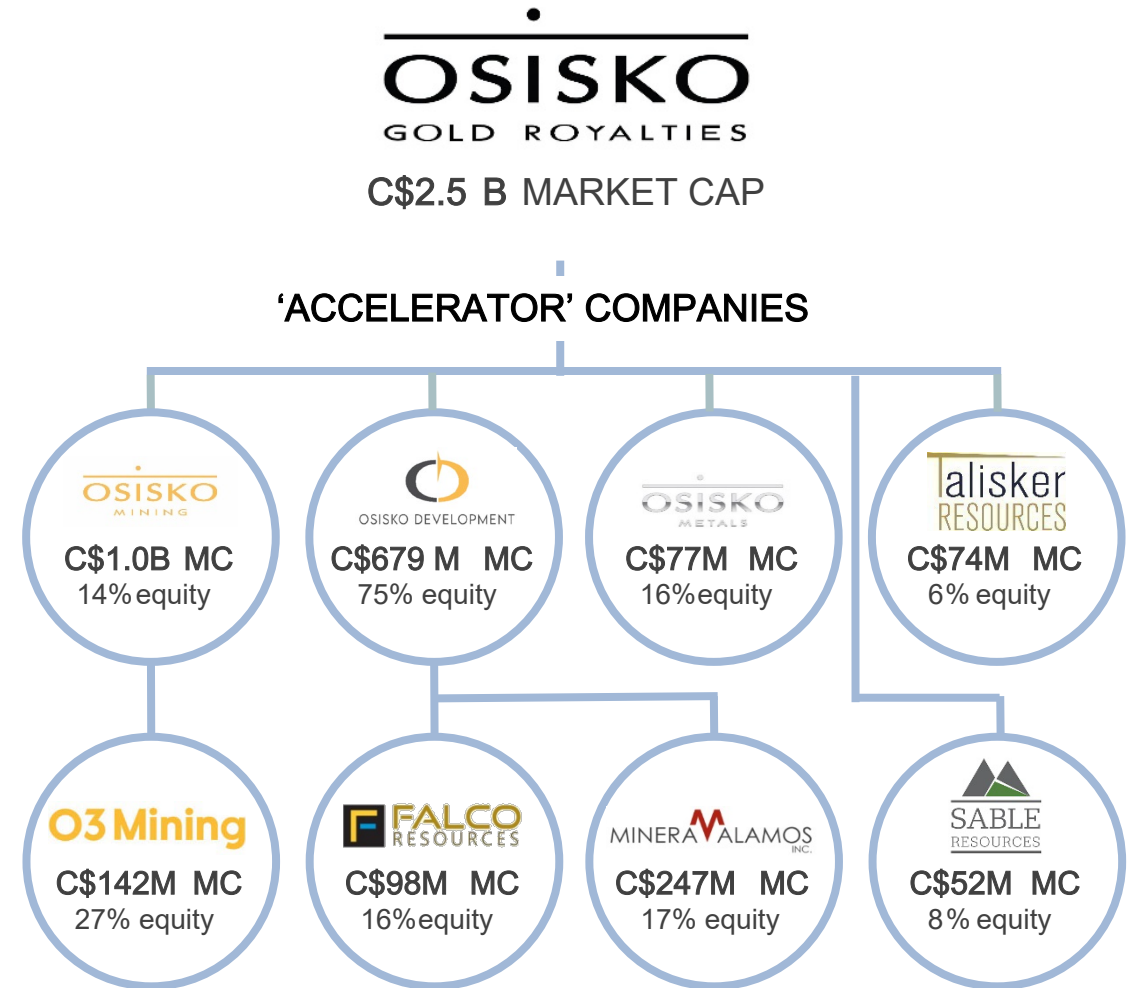 OSISKO
GOLD ROYALTIES
C$2.5 B MARKET CAP
‘ACCELERATOR’ COMPANIES
OSISKO
MINING
C$1.0B MC
14% equity
OSISKO DEVELOPMENT
C$679 M MC
75% equity
OSISKO
METALS
C$77M MC
16% equity
Talisker
RESOURCES
C$74M MC
6% equity
O3 Mining
C$142M MC
27% equity
FALCO
RESOURCES
C$98M MC
16% equity
MINERA ALAMOS
INC.
C$247M MC
17% equity
SABLE
RESOURCES
C$52M MC
8% equity